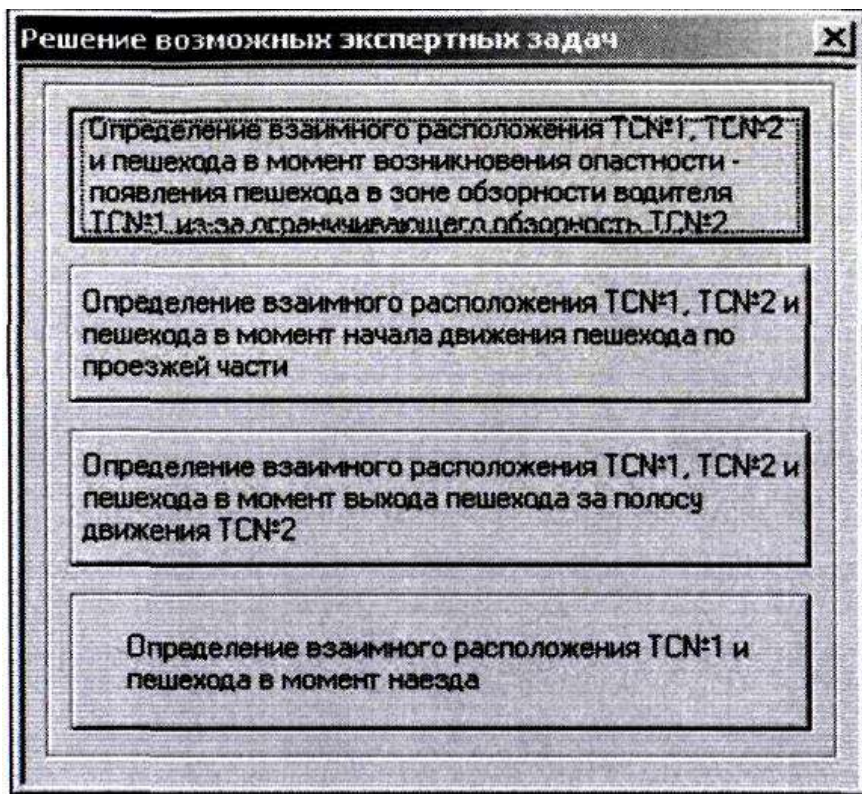 Решение возможных экспертных задач
Определение взаимного расположения ТС№1, ТС№2
и пешехода в момент возникновения опастности -
появления пешехода в зоне обзорности водителя
ТС№1 из-за ограничивающего обзорность ТС№2
Определение взаимного расположения ТС№1, ТС№2 и
пешехода в момент начала движения пешехода по
проезжей части
Определение взаимного расположения ТС№1, ТС№2 и
пешехода в момент выхода пешехода за полосу
движения ТС№2
Определение взаимного расположения ТС№1 и
пешехода в момент наезда